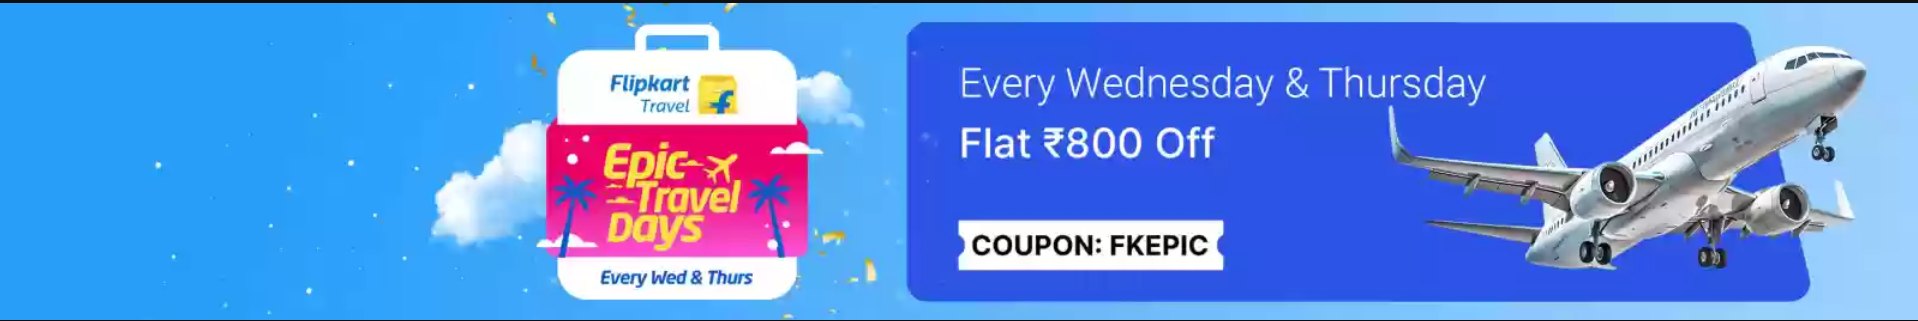 Flipkart
Travel
Epic
Travel
Days
Every Wed & Thurs
Every Wednesday & Thursday
Flat ₹800 Off
COUPON: FKEPIC